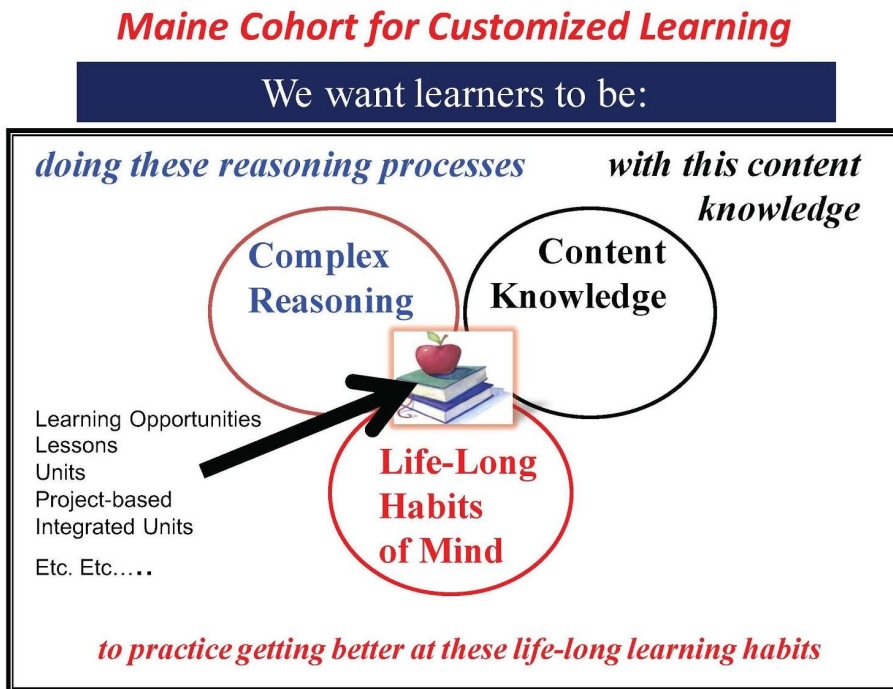 Maine Cohort for Customized Learning
We want learners to be:
doing these reasoning processes
with this content
knowledge
Complex
Reasoning
Content
Knowledge
Learning Opportunities
Lessons
Units
Project-based
Integrated Units
Etc. Etc.....
Life-Long
Habits
of Mind
to practice getting better at these life-long learning habits